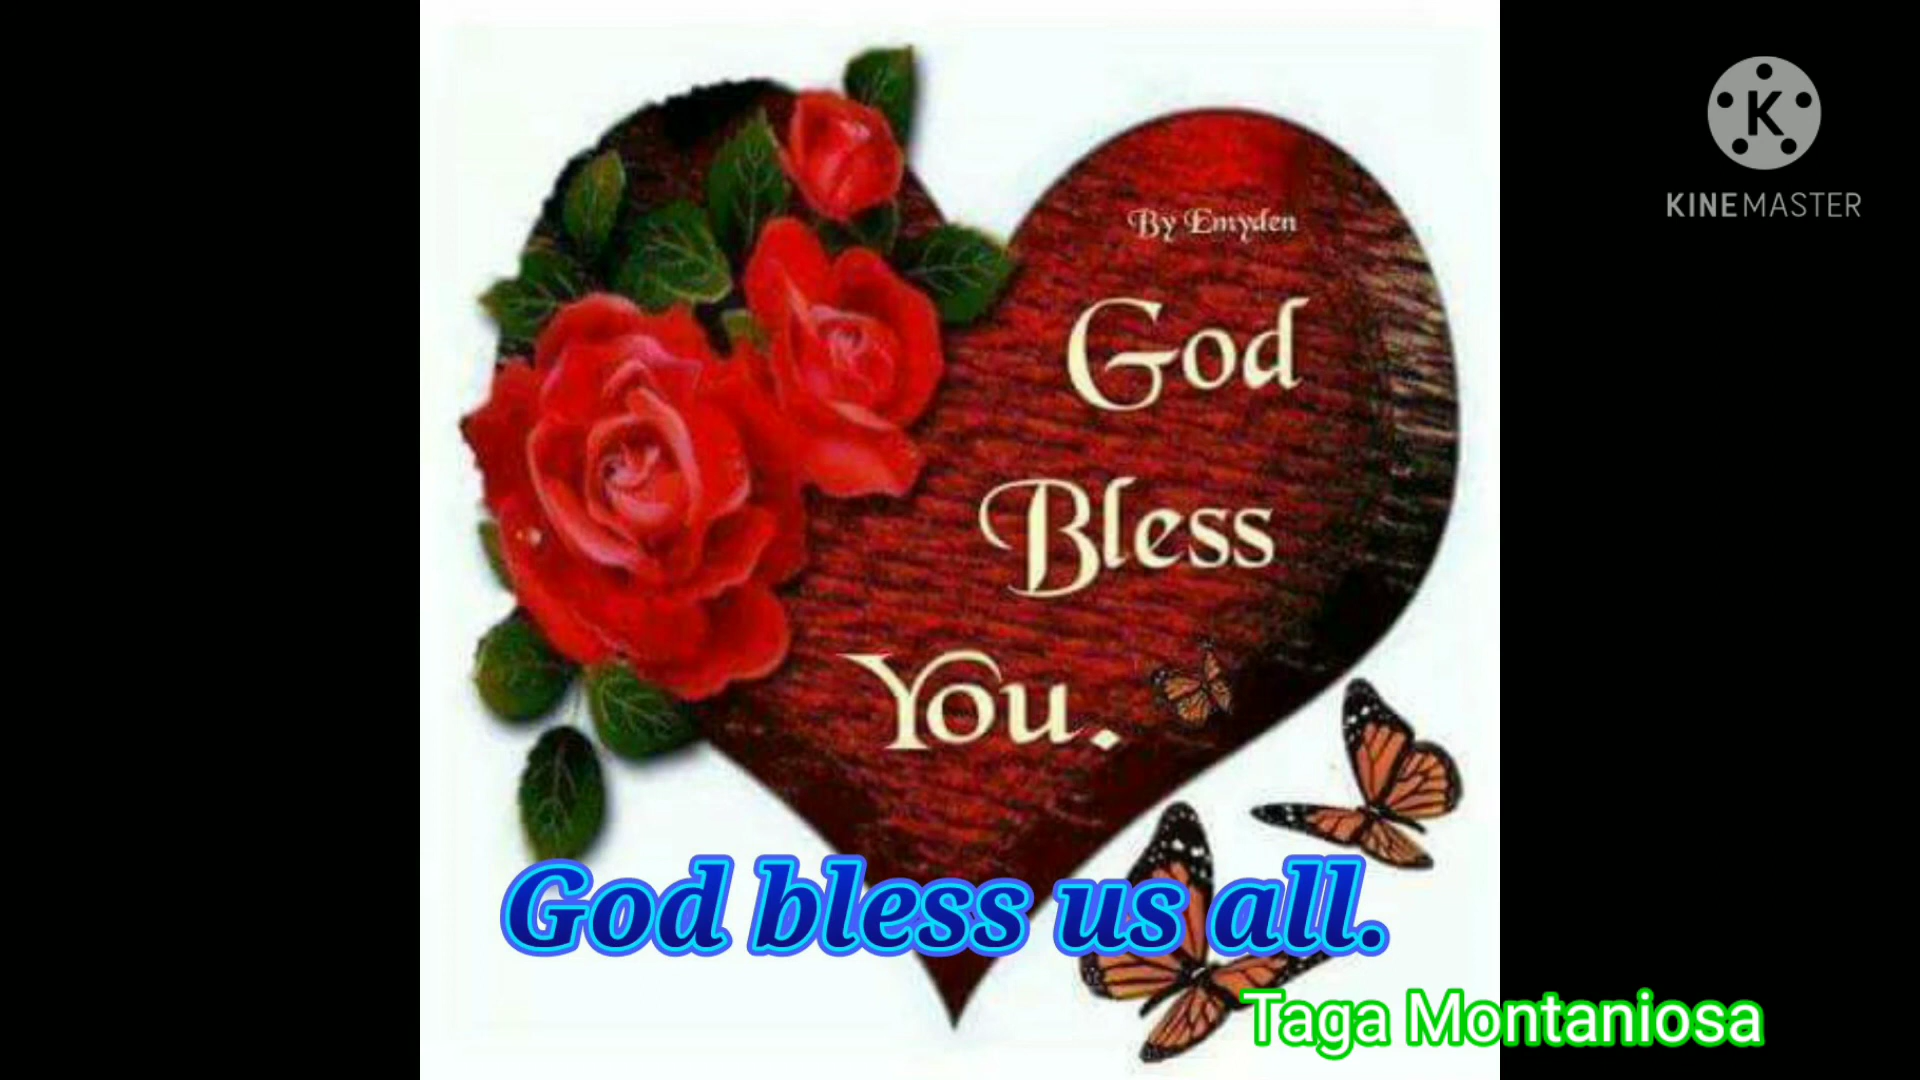 K
KINEMASTER
By Emyden
God
Bless
You.
God bless us all.
Taga Montaniosa